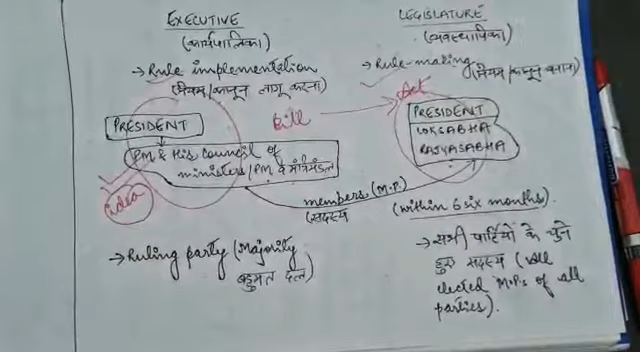 EXECUTIVE
(कार्यपालिका)
→ Rule implementation
(नियम/कानून लागू करना)
PRESIDENT
PM & His Council of
ministers/PM व मंत्रिमंडल
idea
Bill
→ Ruling party (Majority
बहुमत दल)
members (M.P.)
(सदस्य
LEGISLATURE
(व्यवस्थापिका)
→ Rule-making
(नियम/कानून बनाना)
Act
PRESIDENT
LOKSABHA
RAJYASABHA
(within 6 six months).
→ सभी पार्टियों के चुने
हुए सदस्य (all
elected M.P.s of all
parties).